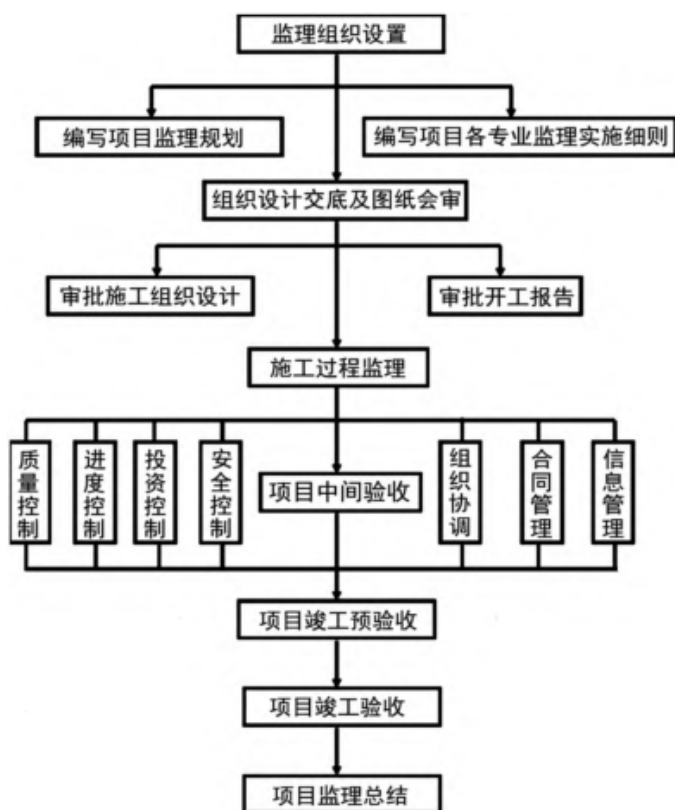 监理组织设置
编写项目监理规划
编写项目各专业监理实施细则
组织设计交底及图纸会审
审批施工组织设计
审批开工报告
施工过程监理
质量控制
进度控制
投资控制
安全控制
项目中间验收
组织协调
合同管理
信息管理
项目竣工预验收
项目竣工验收
项目监理总结